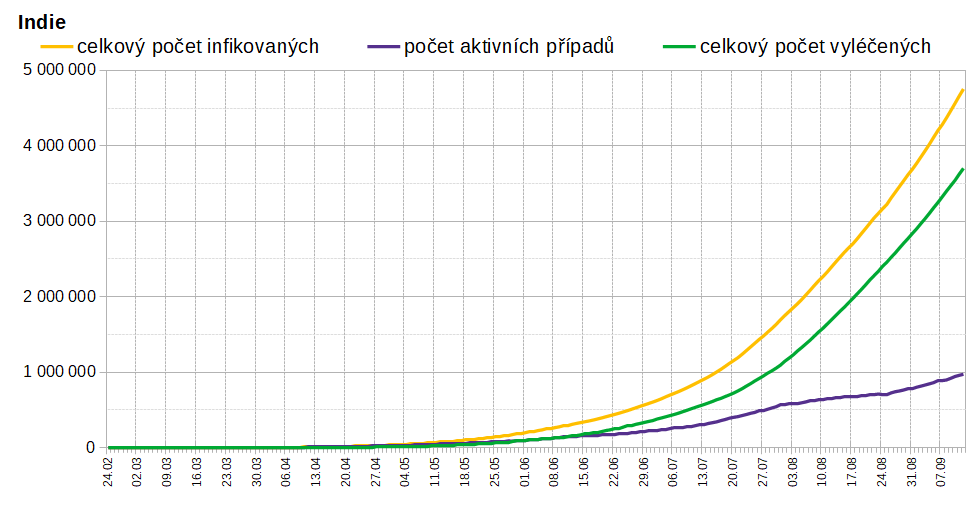 Indie
celkový počet infikovaných počet aktivních případů celkový počet vyléčených
5 000 000
4 000 000
3 000 000
2 000 000
1 000 000
0
24.02 02.03 09.03 16.03 23.03 30.03 06.04 13.04 20.04 27.04 04.05 11.05 18.05 25.05 01.06 08.06 15.06 22.06 29.06 06.07 13.07 20.07 27.07 03.08 10.08 17.08 24.08 31.08 07.09